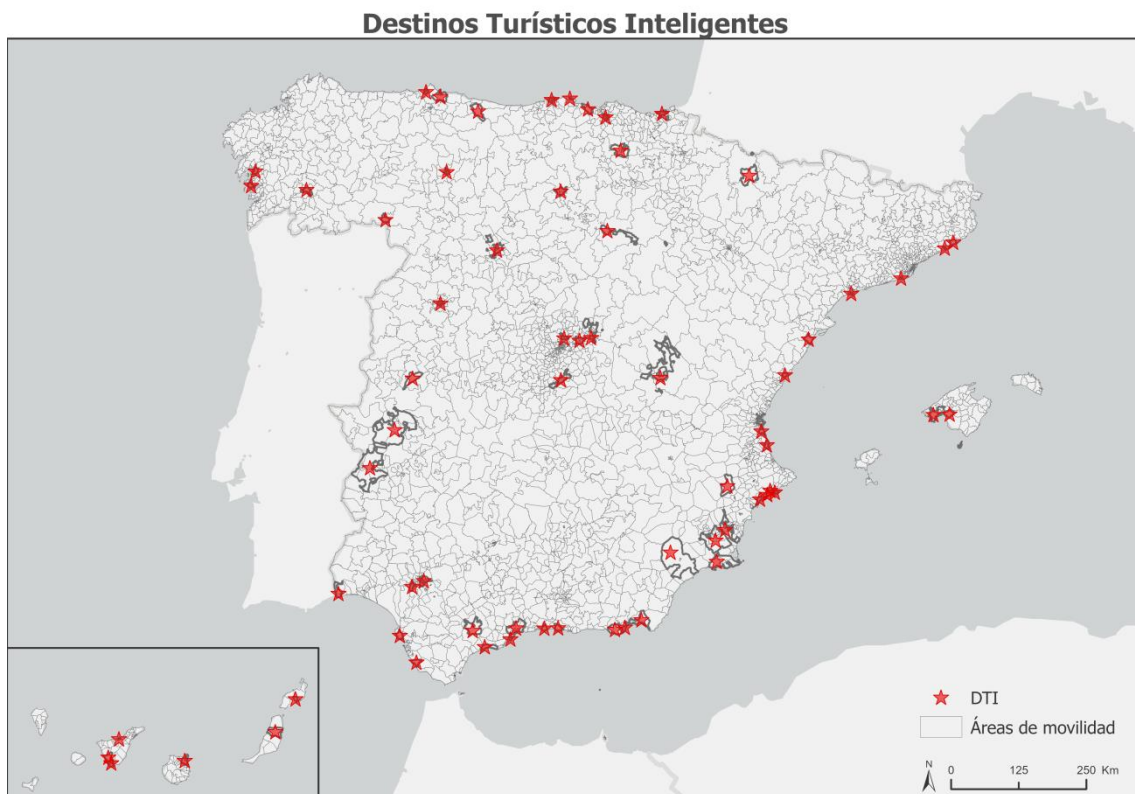 Destinos Turísticos Inteligentes
DTI
Áreas de movilidad
N
0 125 250 Km